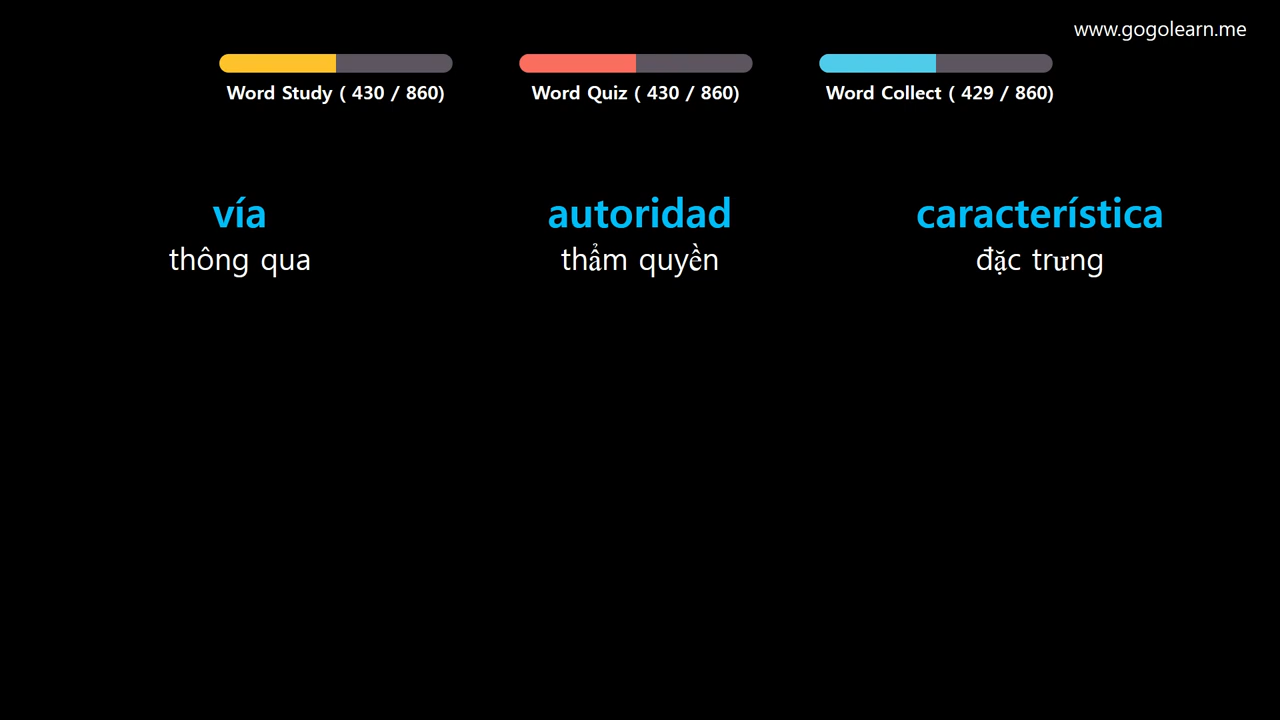 www.gogolearn.me
Word Study ( 430 / 860)
Word Quiz ( 430 / 860)
Word Collect ( 429 / 860)
vía
thông qua
autoridad
thẩm quyền
característica
đặc trưng